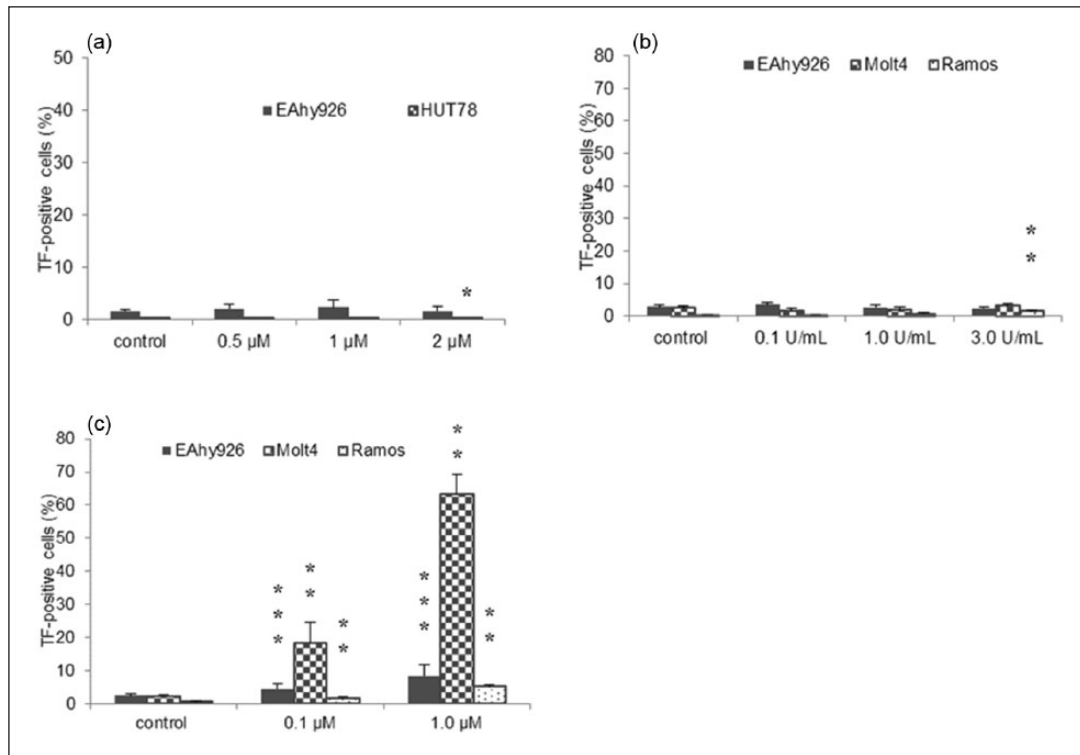 (a)
50
40
30
20
10
0
TF-positive cells (%)
EAhy926 HUT78
*
control 0.5 µM 1 µM 2 µM
(b)
80
70
60
50
40
30
20
10
0
TF-positive cells (%)
EAhy926 Molt4 Ramos
*
*
control 0.1 U/mL 1.0 U/mL 3.0 U/mL
(c)
80
70
60
50
40
30
20
10
0
TF-positive cells (%)
EAhy926 Molt4 Ramos
* * *
* *
* *
* * *
* *
* *
control 0.1 µM 1.0 µM